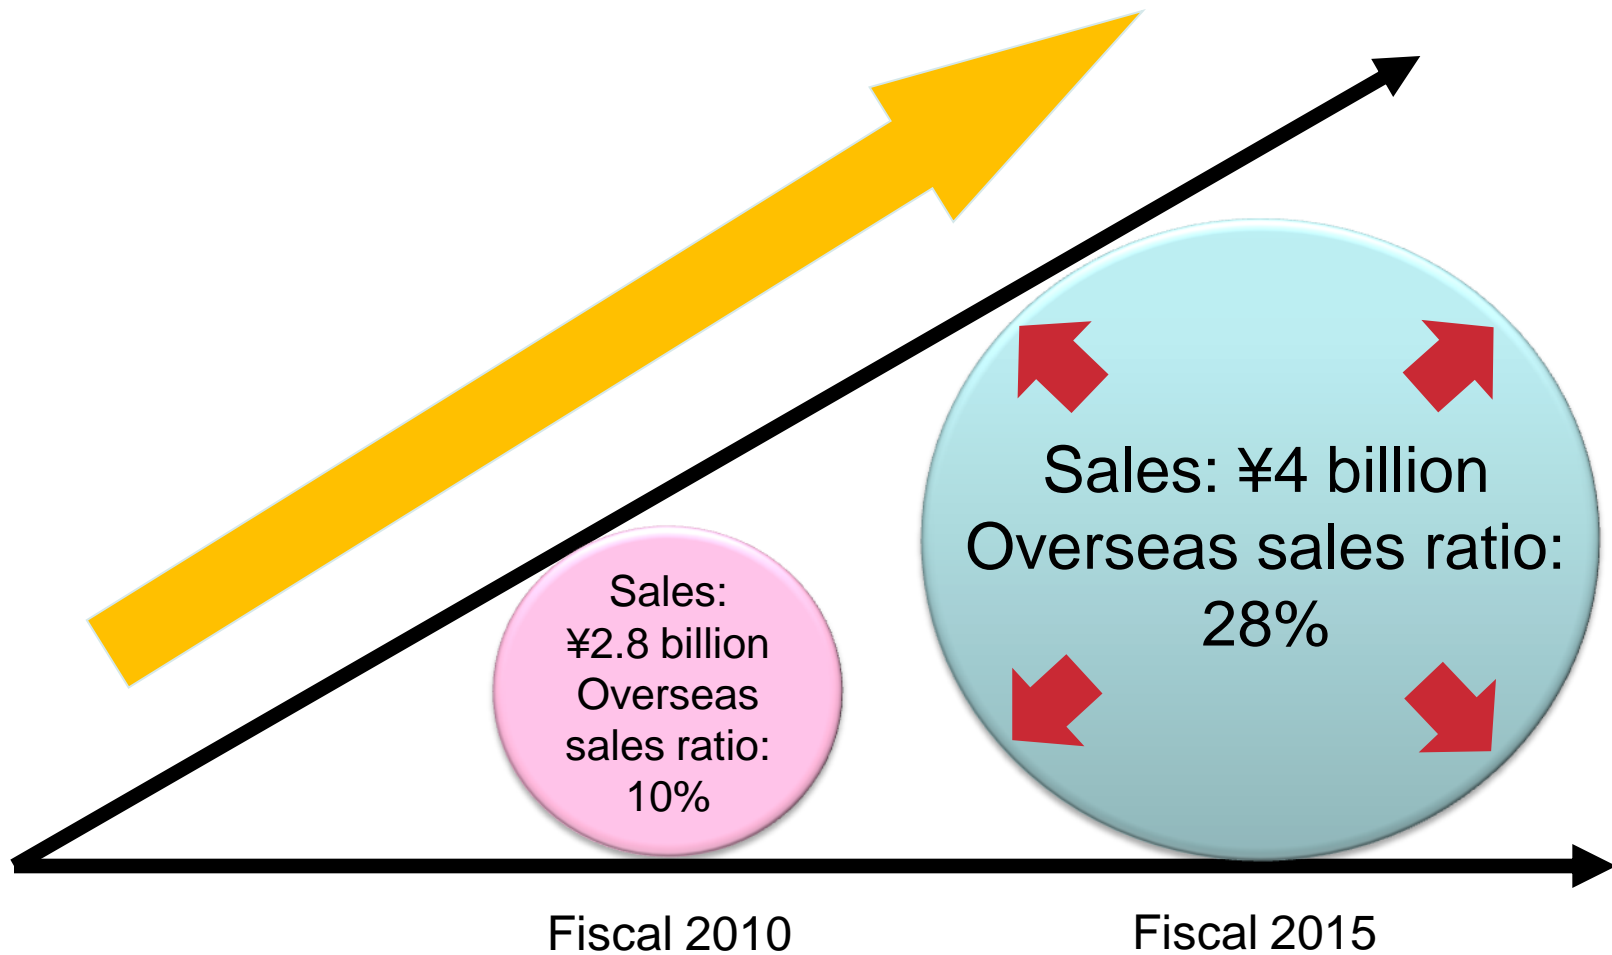 Sales: ¥4 billion
Overseas sales ratio:
28%
Sales:
¥2.8 billion
Overseas
sales ratio:
10%
Fiscal 2010
Fiscal 2015